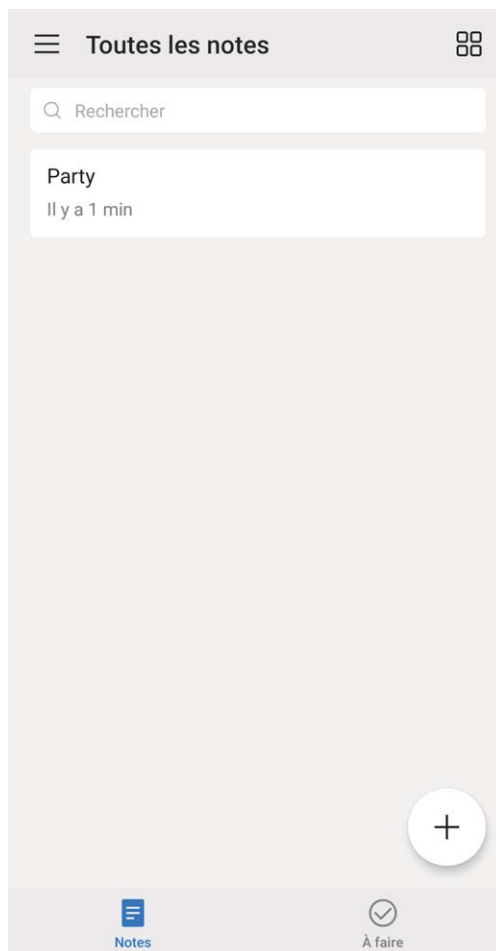 Toutes les notes
Rechercher
Party
Il y a 1 min
Notes
À faire